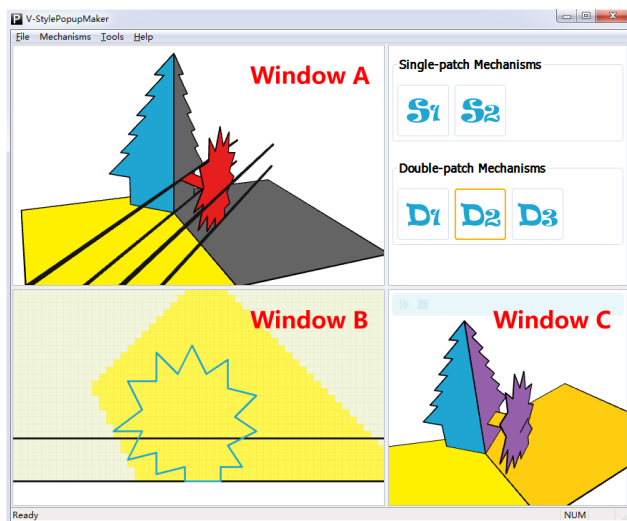 V-StylePopupMaker
File Mechanisms Tools Help
Window A
Single-patch Mechanisms
S1 S2
Double-patch Mechanisms
D1 D2 D3
Window B
Window C
Ready NUM